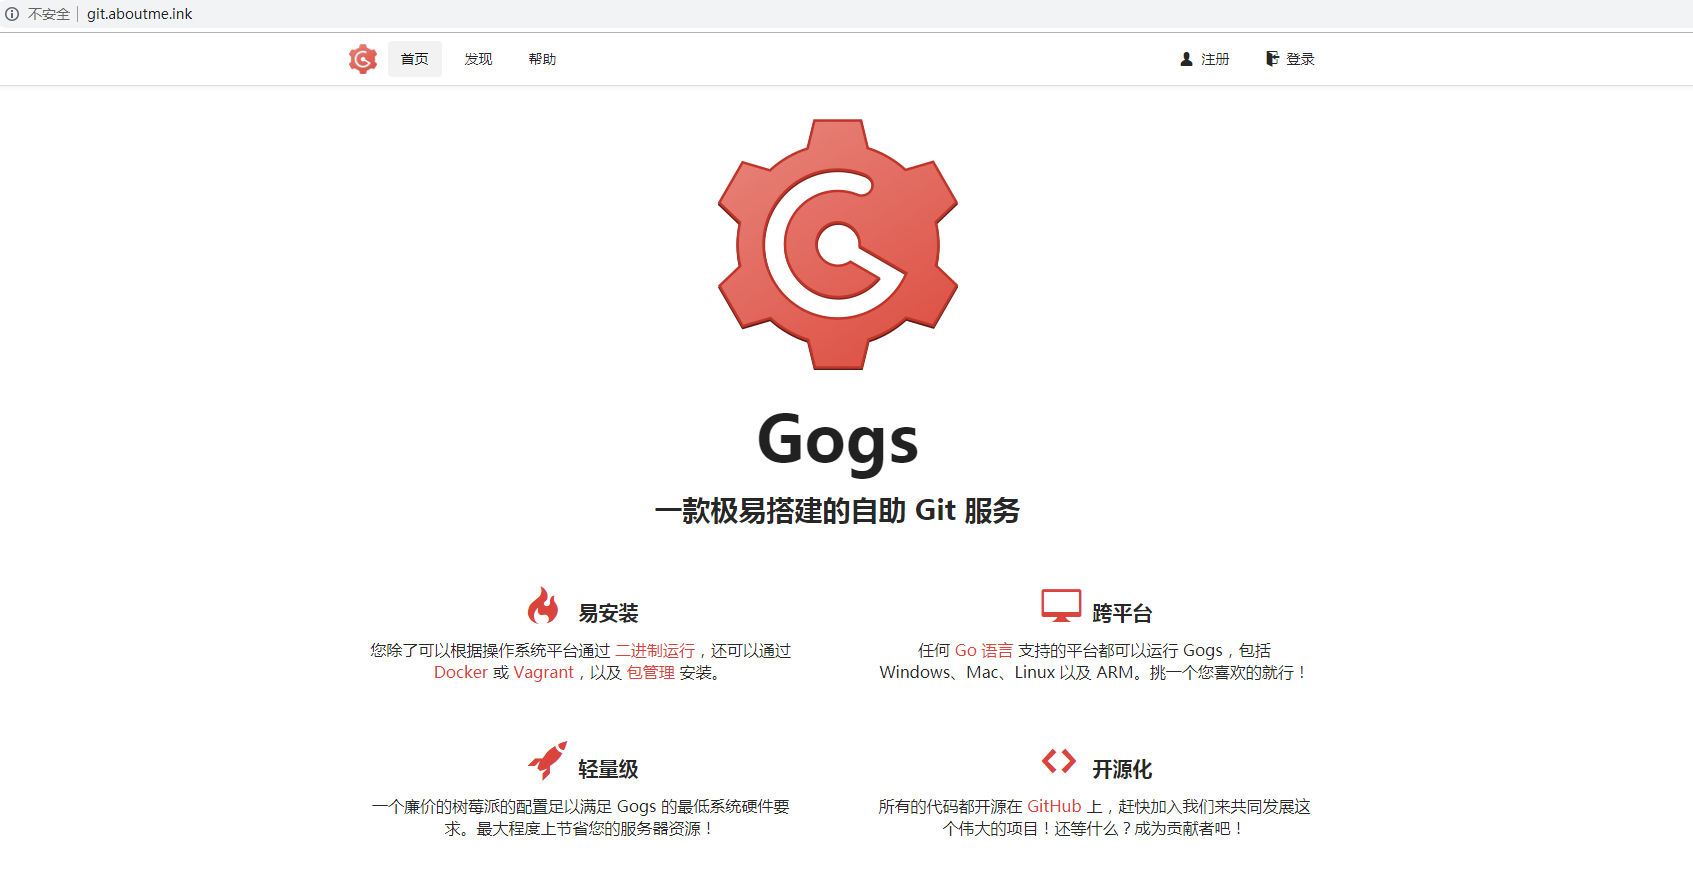 不安全 git.aboutme.ink
首页 发现 帮助 注册 登录
Gogs
一款极易搭建的自助 Git 服务
易安装
您除了可以根据操作系统平台通过 二进制运行，还可以通过
Docker 或 Vagrant，以及 包管理 安装。
跨平台
任何 Go 语言 支持的平台都可以运行 Gogs，包括
Windows、Mac、Linux 以及 ARM。挑一个您喜欢的就行！
轻量级
一个廉价的树莓派的配置足以满足 Gogs 的最低系统硬件要
求。最大程度上节省您的服务器资源！
开源化
所有的代码都开源在 GitHub 上，赶快加入我们来共同发展这
个伟大的项目！还等什么？成为贡献者吧！